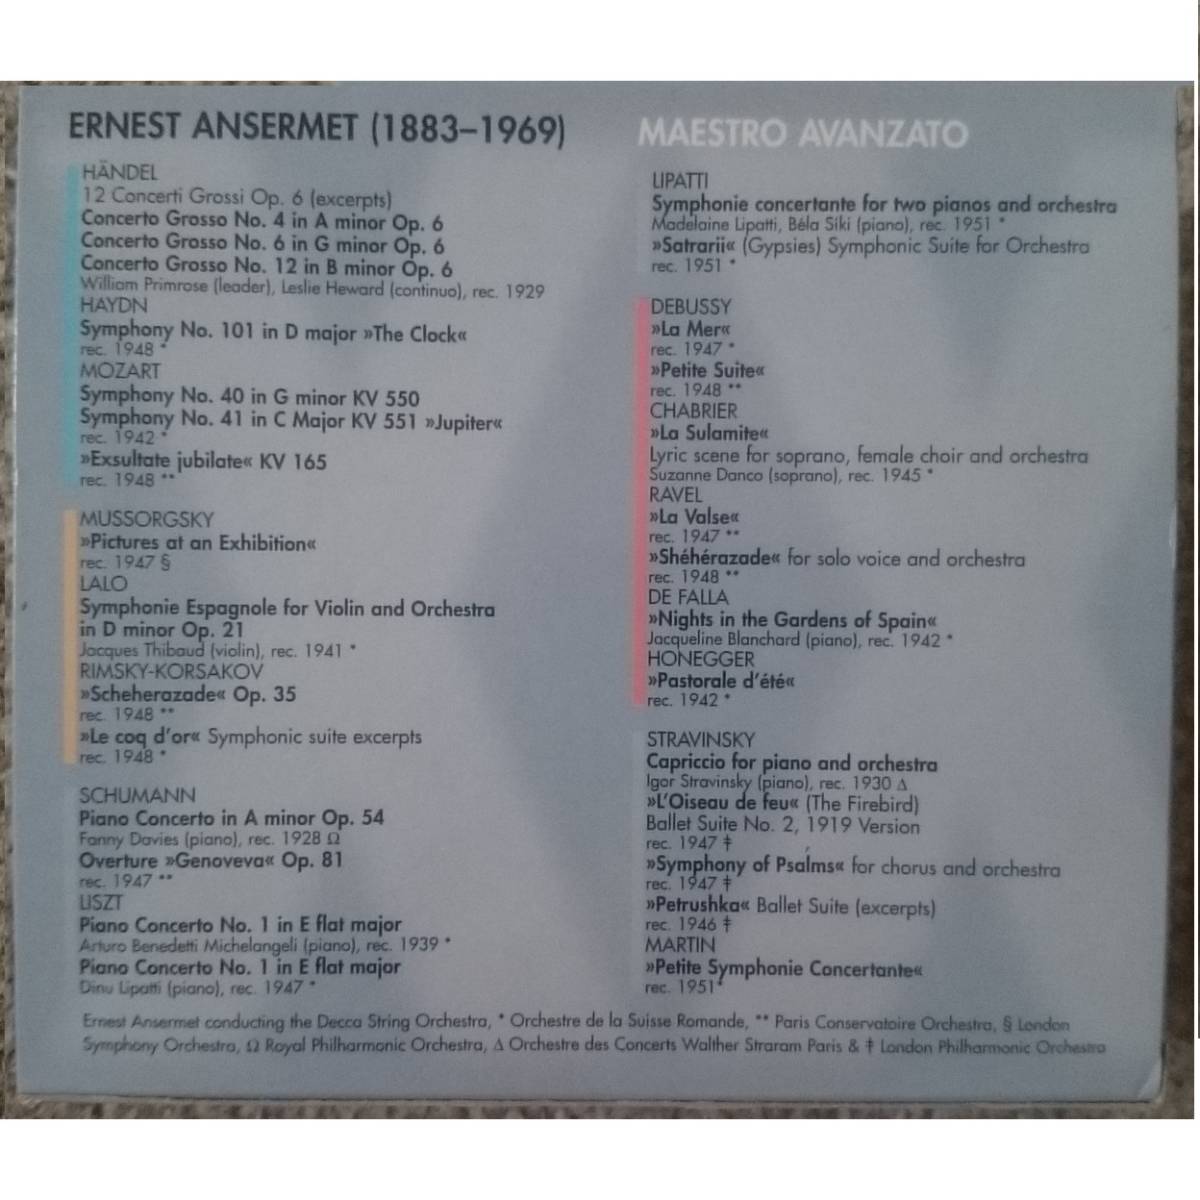 ERNEST ANSERMET (1883–1969)
HÄNDEL
12 Concerti Grossi Op. 6 (excerpts)
Concerto Grosso No. 4 in A minor Op. 6
Concerto Grosso No. 6 in G minor Op. 6
Concerto Grosso No. 12 in B minor Op. 6
William Primrose (leader), Leslie Heward (continuo), rec. 1929
HAYDN
Symphony No. 101 in D major »The Clock«
rec. 1948 *
MOZART
Symphony No. 40 in G minor KV 550
Symphony No. 41 in C Major KV 551 »Jupiter«
rec. 1942 *
»Exsultate jubilate« KV 165
rec. 1948 **
MUSSORGSKY
»Pictures at an Exhibition«
rec. 1947 §
LALO
Symphonie Espagnole for Violin and Orchestra
in D minor Op. 21
Jacques Thibaud (violin), rec. 1941 *
RIMSKY-KORSAKOV
»Scheherazade« Op. 35
rec. 1948 **
»Le coq d'or« Symphonic suite excerpts
rec. 1948 *
SCHUMANN
Piano Concerto in A minor Op. 54
Fanny Davies (piano), rec. 1928 Ω
Overture »Genoveva« Op. 81
rec. 1947 **
LISZT
Piano Concerto No. 1 in E flat major
Arturo Benedetti Michelangeli (piano), rec. 1939 *
Piano Concerto No. 1 in E flat major
Dinu Lipatti (piano), rec. 1947 *
MAESTRO AVANZATO
LIPATTI
Symphonie concertante for two pianos and orchestra
Madelaine Lipatti, Béla Siki (piano), rec. 1951 *
»Satrarii« (Gypsies) Symphonic Suite for Orchestra
rec. 1951 *
DEBUSSY
»La Mer«
rec. 1947 *
»Petite Suite«
rec. 1948 **
CHABRIER
»La Sulamite«
Lyric scene for soprano, female choir and orchestra
Suzanne Danco (soprano), rec. 1945 *
RAVEL
»La Valse«
rec. 1947 **
»Shéhérazade« for solo voice and orchestra
rec. 1948 **
DE FALLA
»Nights in the Gardens of Spain«
Jacqueline Blanchard (piano), rec. 1942 *
HONEGGER
»Pastorale d'été«
rec. 1942 *
STRAVINSKY
Capriccio for piano and orchestra
Igor Stravinsky (piano), rec. 1930 Δ
»L'Oiseau de feu« (The Firebird)
Ballet Suite No. 2, 1919 Version
rec. 1947 ‡
»Symphony of Psalms« for chorus and orchestra
rec. 1947 ‡
»Petrushka« Ballet Suite (excerpts)
rec. 1946 ‡
MARTIN
»Petite Symphonie Concertante«
rec. 1951*
Ernest Ansermet conducting the Decca String Orchestra, * Orchestre de la Suisse Romande, ** Paris Conservatoire Orchestra, § London
Symphony Orchestra, Ω Royal Philharmonic Orchestra, Δ Orchestre des Concerts Walther Straram Paris & ‡ London Philharmonic Orchestra